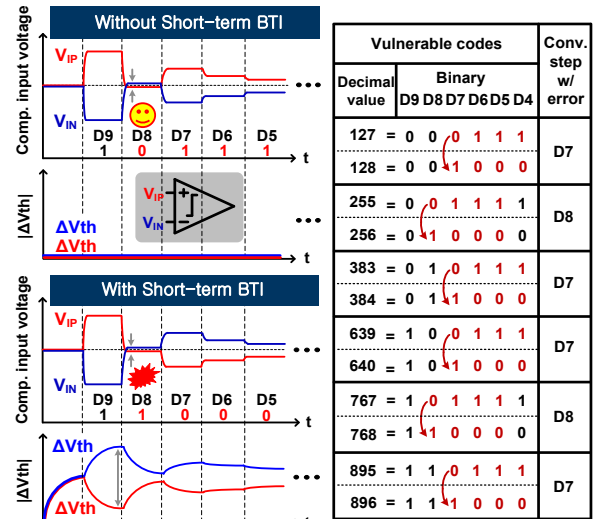 Without Short-term BTI
Comp. input voltage
V_IP
V_IN
D9 D8 D7 D6 D5
1 0 1 1 1
t
|ΔVth|
V_IP
V_IN
ΔVth
ΔVth
t
With Short-term BTI
Comp. input voltage
V_IP
V_IN
D9 D8 D7 D6 D5
1 1 0 0 0
t
|ΔVth|
ΔVth
ΔVth
Vulnerable codes
Conv. step w/ error
Decimal value
Binary
D9 D8 D7 D6 D5 D4
127 = 0 0 0 1 1 1
128 = 0 0 1 0 0 0
D7
255 = 0 0 1 1 1 1
256 = 0 1 0 0 0 0
D8
383 = 0 1 0 1 1 1
384 = 0 1 1 0 0 0
D7
639 = 1 0 0 1 1 1
640 = 1 0 1 0 0 0
D7
767 = 1 0 1 1 1 1
768 = 1 1 0 0 0 0
D8
895 = 1 1 0 1 1 1
896 = 1 1 1 0 0 0
D7